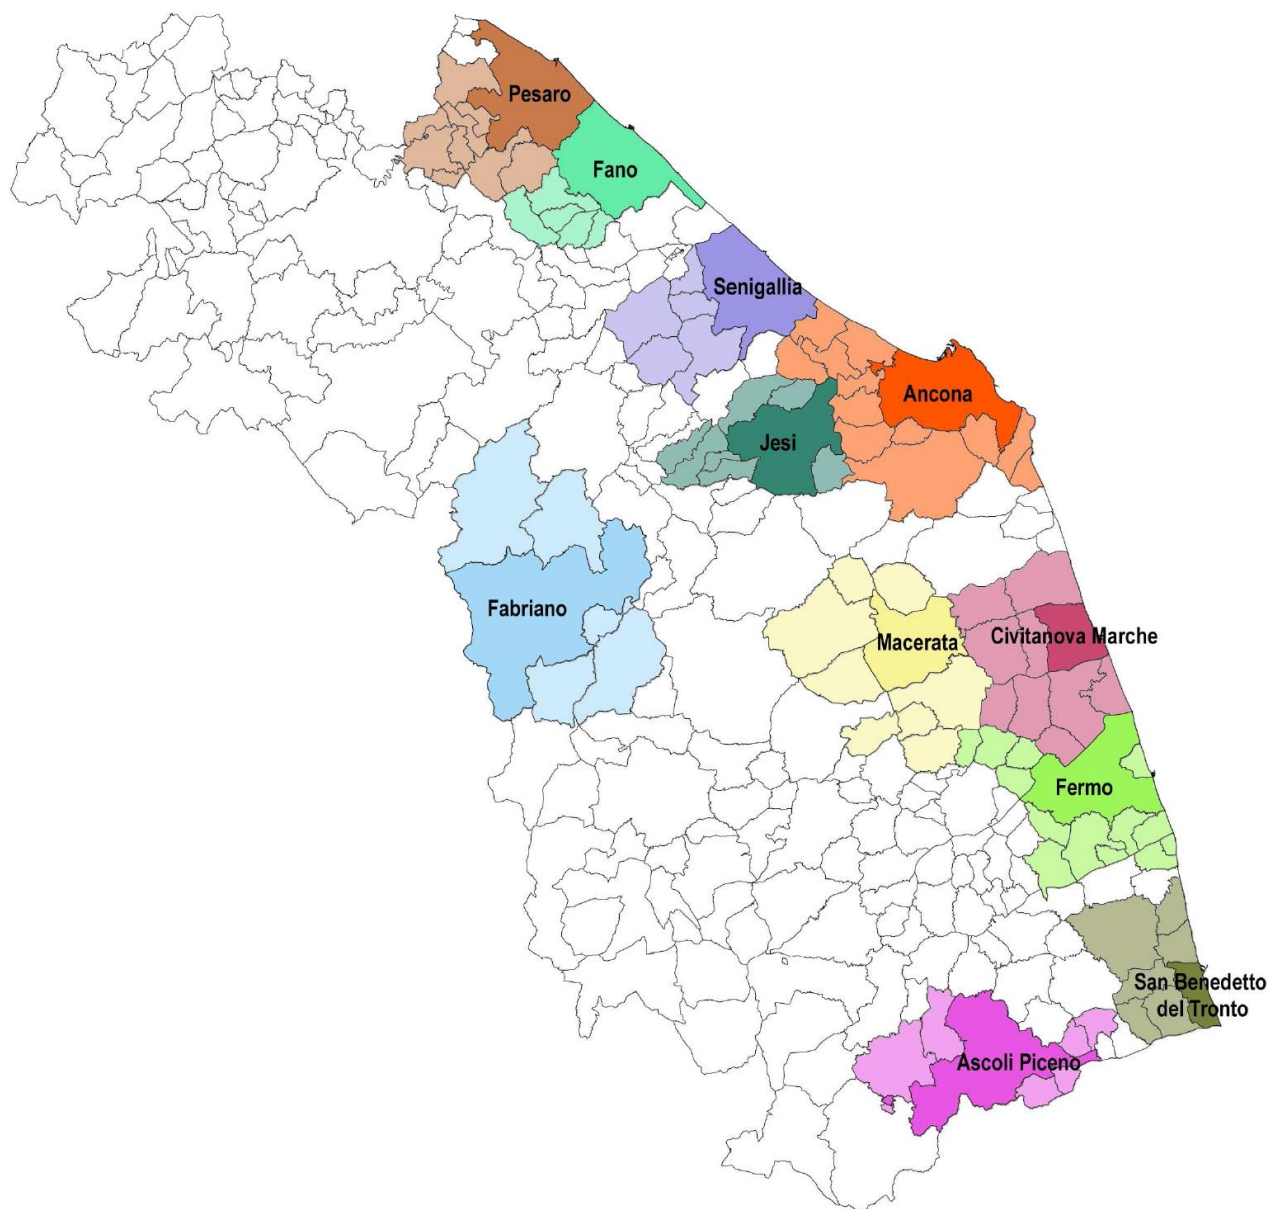 Pesaro
Fano
Senigallia
Ancona
Jesi
Fabriano
Macerata
Civitanova Marche
Fermo
San Benedetto
del Tronto
Ascoli Piceno